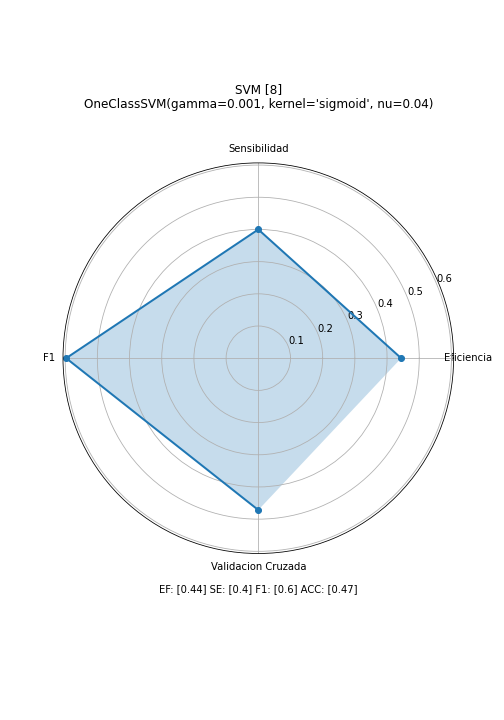 SVM [8]
OneClassSVM(gamma=0.001, kernel='sigmoid', nu=0.04)
Sensibilidad
0.6
0.5
0.4
0.3
0.2
0.1
F1
Eficiencia
Validacion Cruzada
EF: [0.44] SE: [0.4] F1: [0.6] ACC: [0.47]